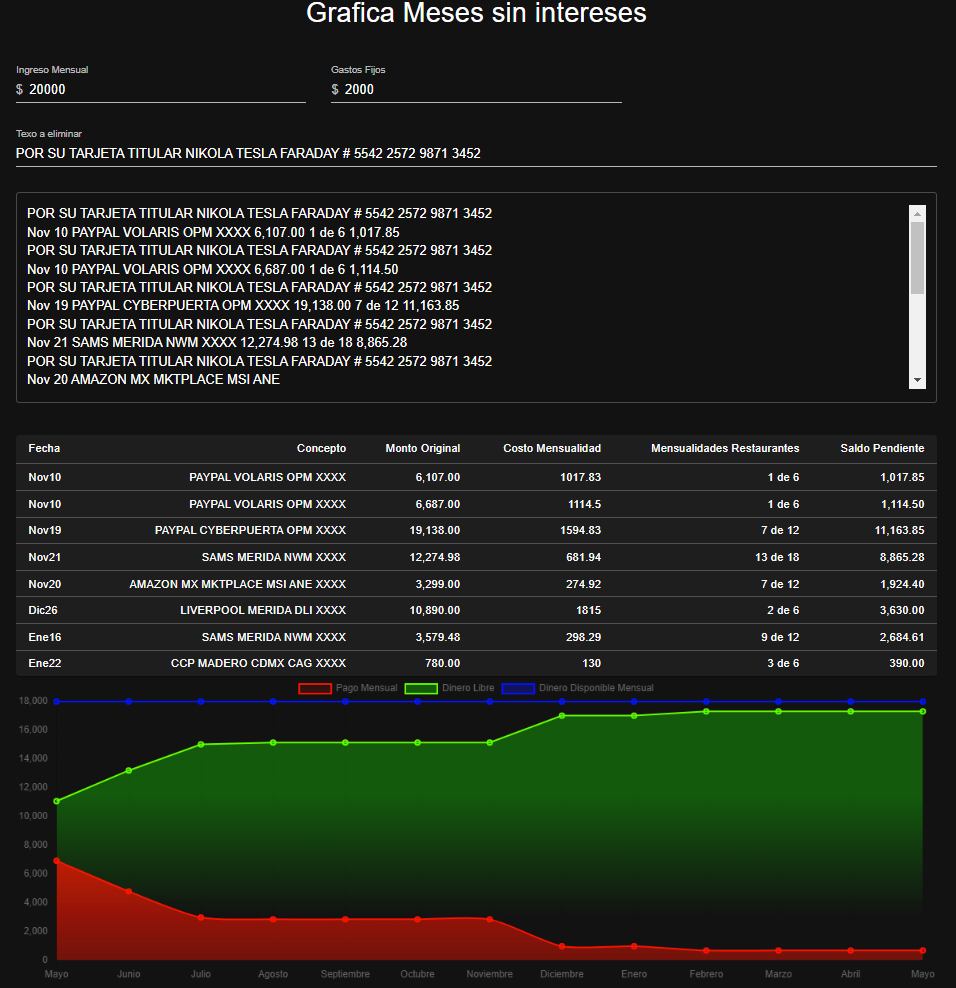 Grafica Meses sin intereses
Ingreso Mensual Gastos Fijos
$ 20000 $ 2000
Texo a eliminar
POR SU TARJETA TITULAR NIKOLA TESLA FARADAY # 5542 2572 9871 3452
POR SU TARJETA TITULAR NIKOLA TESLA FARADAY # 5542 2572 9871 3452
Nov 10 PAYPAL VOLARIS OPM XXXX 6,107.00 1 de 6 1,017.85
POR SU TARJETA TITULAR NIKOLA TESLA FARADAY # 5542 2572 9871 3452
Nov 10 PAYPAL VOLARIS OPM XXXX 6,687.00 1 de 6 1,114.50
POR SU TARJETA TITULAR NIKOLA TESLA FARADAY # 5542 2572 9871 3452
Nov 19 PAYPAL CYBERPUERTA OPM XXXX 19,138.00 7 de 12 11,163.85
POR SU TARJETA TITULAR NIKOLA TESLA FARADAY # 5542 2572 9871 3452
Nov 21 SAMS MERIDA NWM XXXX 12,274.98 13 de 18 8,865.28
POR SU TARJETA TITULAR NIKOLA TESLA FARADAY # 5542 2572 9871 3452
Nov 20 AMAZON MX MKTPLACE MSI ANE
Fecha Concepto Monto Original Costo Mensualidad Mensualidades Restaurantes Saldo Pendiente
Nov10 PAYPAL VOLARIS OPM XXXX 6,107.00 1017.83 1 de 6 1,017.85
Nov10 PAYPAL VOLARIS OPM XXXX 6,687.00 1114.5 1 de 6 1,114.50
Nov19 PAYPAL CYBERPUERTA OPM XXXX 19,138.00 1594.83 7 de 12 11,163.85
Nov21 SAMS MERIDA NWM XXXX 12,274.98 681.94 13 de 18 8,865.28
Nov20 AMAZON MX MKTPLACE MSI ANE XXXX 3,299.00 274.92 7 de 12 1,924.40
Dic26 LIVERPOOL MERIDA DLI XXXX 10,890.00 1815 2 de 6 3,630.00
Ene16 SAMS MERIDA NWM XXXX 3,579.48 298.29 9 de 12 2,684.61
Ene22 CCP MADERO CDMX CAG XXXX 780.00 130 3 de 6 390.00
Pago Mensual Dinero Libre Dinero Disponible Mensual
18,000
16,000
14,000
12,000
10,000
8,000
6,000
4,000
2,000
0
Mayo Junio Julio Agosto Septiembre Octubre Noviembre Diciembre Enero Febrero Marzo Abril Mayo